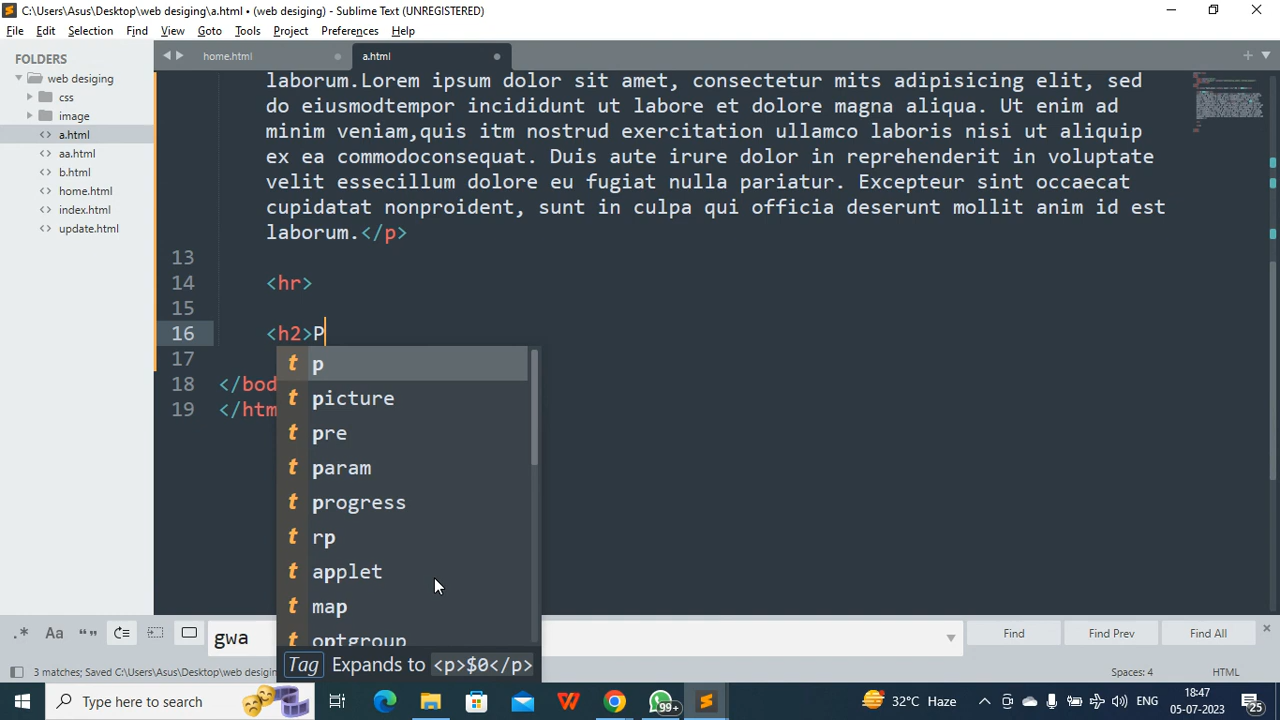 C:\Users\Asus\Desktop\web desiging\a.html • (web desiging) - Sublime Text (UNREGISTERED)
File Edit Selection Find View Goto Tools Project Preferences Help
FOLDERS
web desiging
css
image
a.html
aa.html
b.html
home.html
index.html
update.html
home.html
a.html
laborum.Lorem ipsum dolor sit amet, consectetur mits adipisicing elit, sed
do eiusmodtempor incididunt ut labore et dolore magna aliqua. Ut enim ad
minim veniam,quis itm nostrud exercitation ullamco laboris nisi ut aliquip
ex ea commodoconsequat. Duis aute irure dolor in reprehenderit in voluptate
velit essecillum dolore eu fugiat nulla pariatur. Excepteur sint occaecat
cupidatat nonproident, sunt in culpa qui officia deserunt mollit anim id est
laborum.</p>
13
14 <hr>
15
16 <h2>P
17
18 </bod
19 </htm
t p
t picture
t pre
t param
t progress
t rp
t applet
t map
t optgroup
Tag Expands to <p>$0</p>
.* Aa “” gwa Find Find Prev Find All
3 matches; Saved C:\Users\Asus\Desktop\web desiging Spaces: 4 HTML
Type here to search 99+ 32°C Haze ENG 18:47
05-07-2023 25